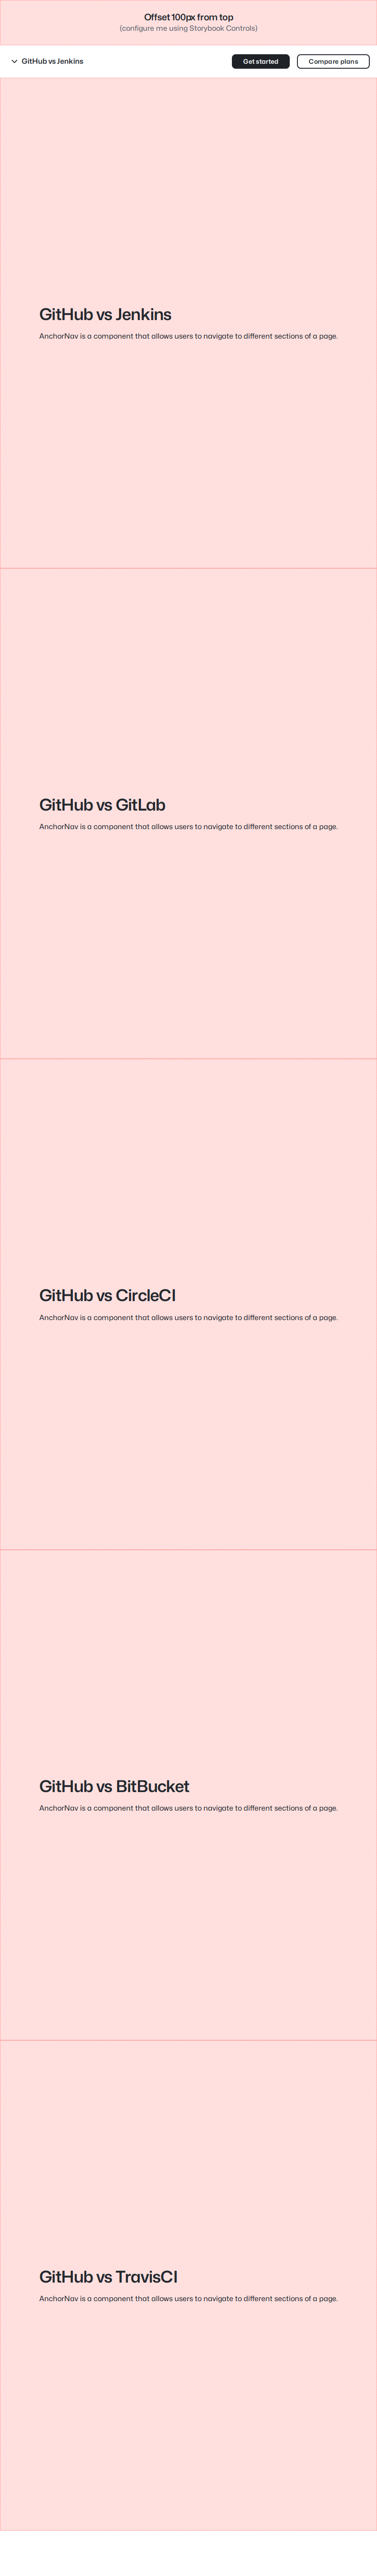 Offset 100px from top
(configure me using Storybook Controls)
GitHub vs Jenkins
Get started
Compare plans
GitHub vs Jenkins
AnchorNav is a component that allows users to navigate to different sections of a page.
GitHub vs GitLab
AnchorNav is a component that allows users to navigate to different sections of a page.
GitHub vs CircleCI
AnchorNav is a component that allows users to navigate to different sections of a page.
GitHub vs BitBucket
AnchorNav is a component that allows users to navigate to different sections of a page.
GitHub vs TravisCI
AnchorNav is a component that allows users to navigate to different sections of a page.